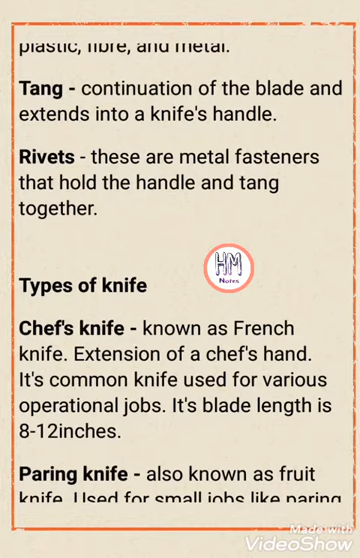 plastic, fibre, and metal.
Tang - continuation of the blade and
extends into a knife's handle.
Rivets - these are metal fasteners
that hold the handle and tang
together.
HM
Notes
Types of knife
Chef's knife - known as French
knife. Extension of a chef's hand.
It's common knife used for various
operational jobs. It's blade length is
8-12inches.
Paring knife - also known as fruit
knife. Used for small jobs like paring
Made with
VideoShow